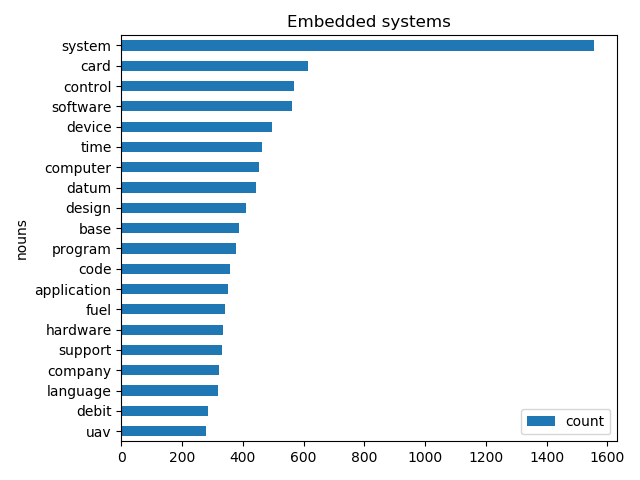 Embedded systems
nouns
system
card
control
software
device
time
computer
datum
design
base
program
code
application
fuel
hardware
support
company
language
debit
uav
count
0 200 400 600 800 1000 1200 1400 1600